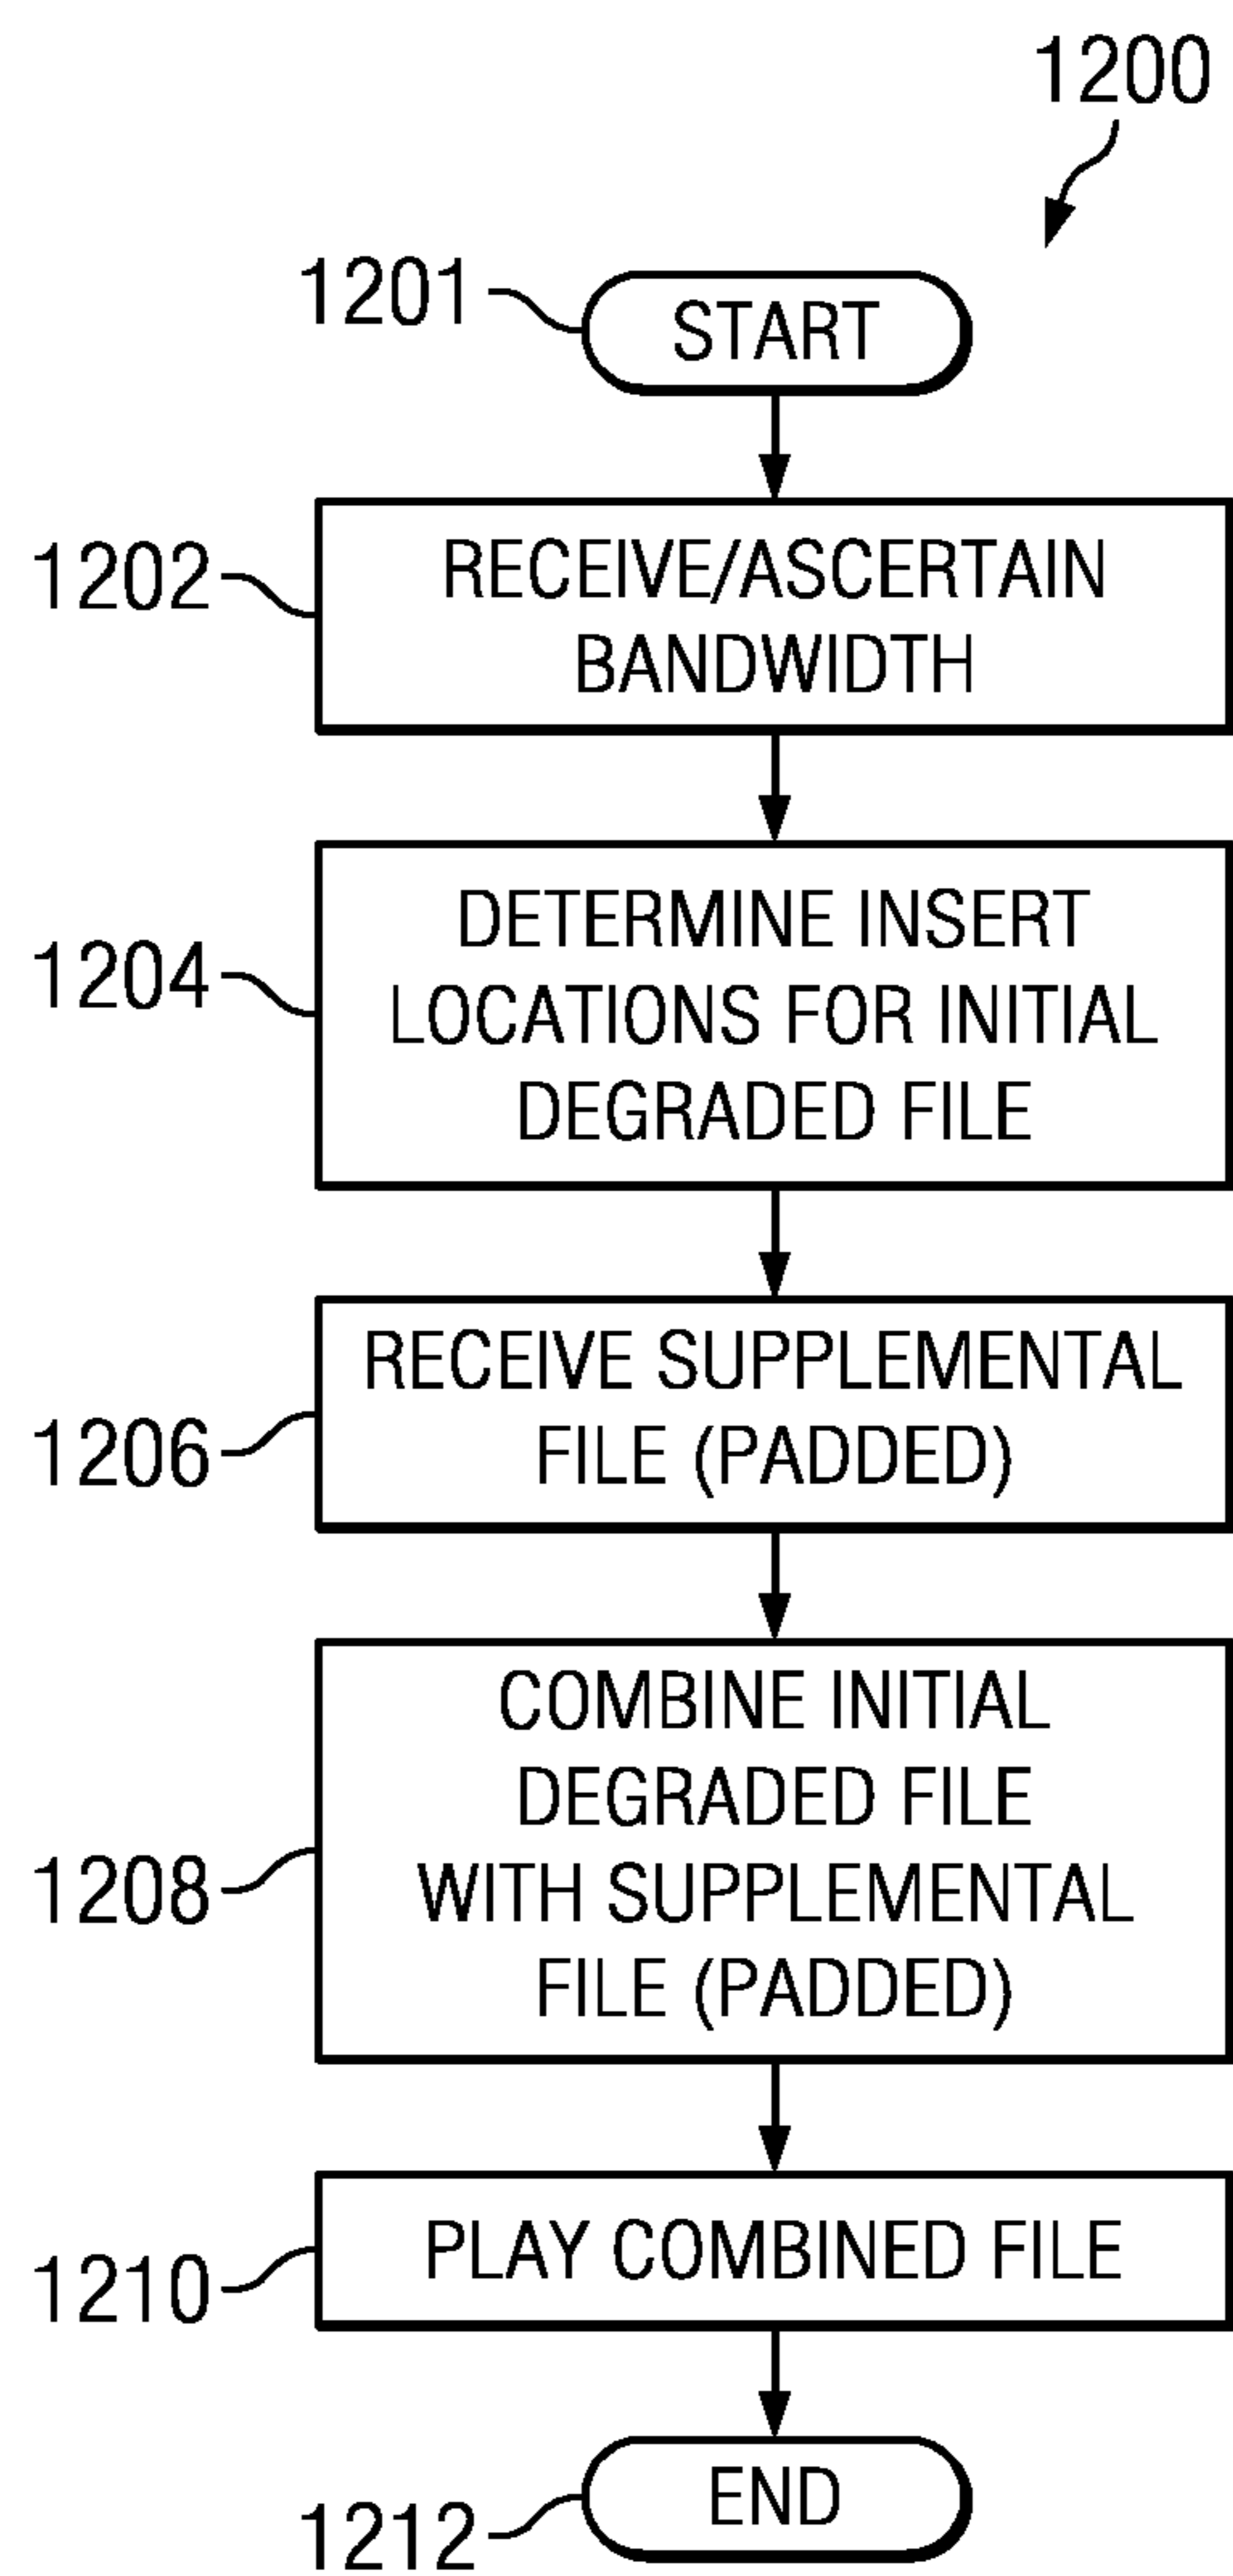 1200
1201
START
1202
RECEIVE/ASCERTAIN
BANDWIDTH
1204
DETERMINE INSERT
LOCATIONS FOR INITIAL
DEGRADED FILE
1206
RECEIVE SUPPLEMENTAL
FILE (PADDED)
1208
COMBINE INITIAL
DEGRADED FILE
WITH SUPPLEMENTAL
FILE (PADDED)
1210
PLAY COMBINED FILE
1212
END